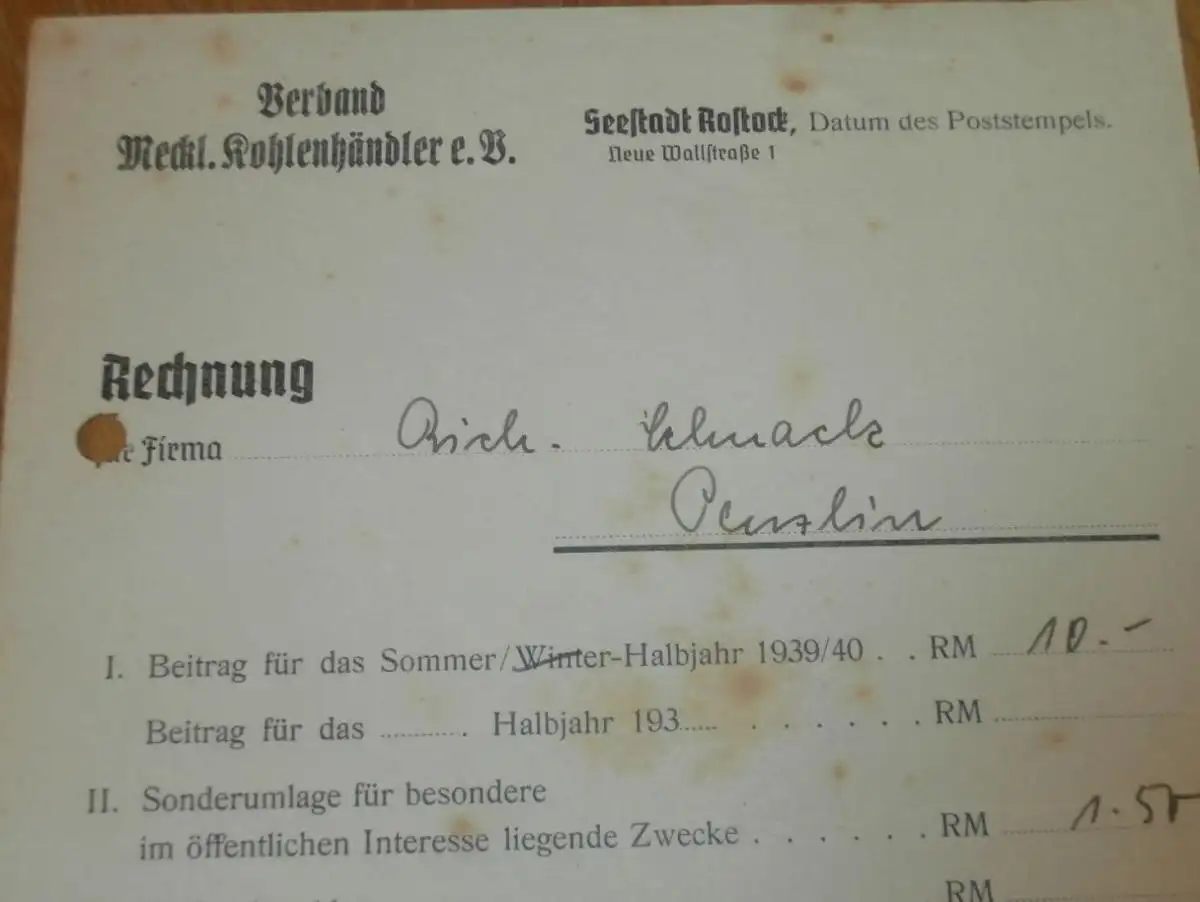 Verband
Meckl. Kohlenhändler e. V.
Seestadt Rostock, Datum des Poststempels.
Neue Wallstraße 1
Rechnung
Firma Rich. Schnack
Penzlin
I. Beitrag für das Sommer/Winter-Halbjahr 1939/40 . . RM 10.-
Beitrag für das ............ Halbjahr 193...... . . . . . . . RM
II. Sonderumlage für besondere
im öffentlichen Interesse liegende Zwecke . . . . . . RM 1.50
RM